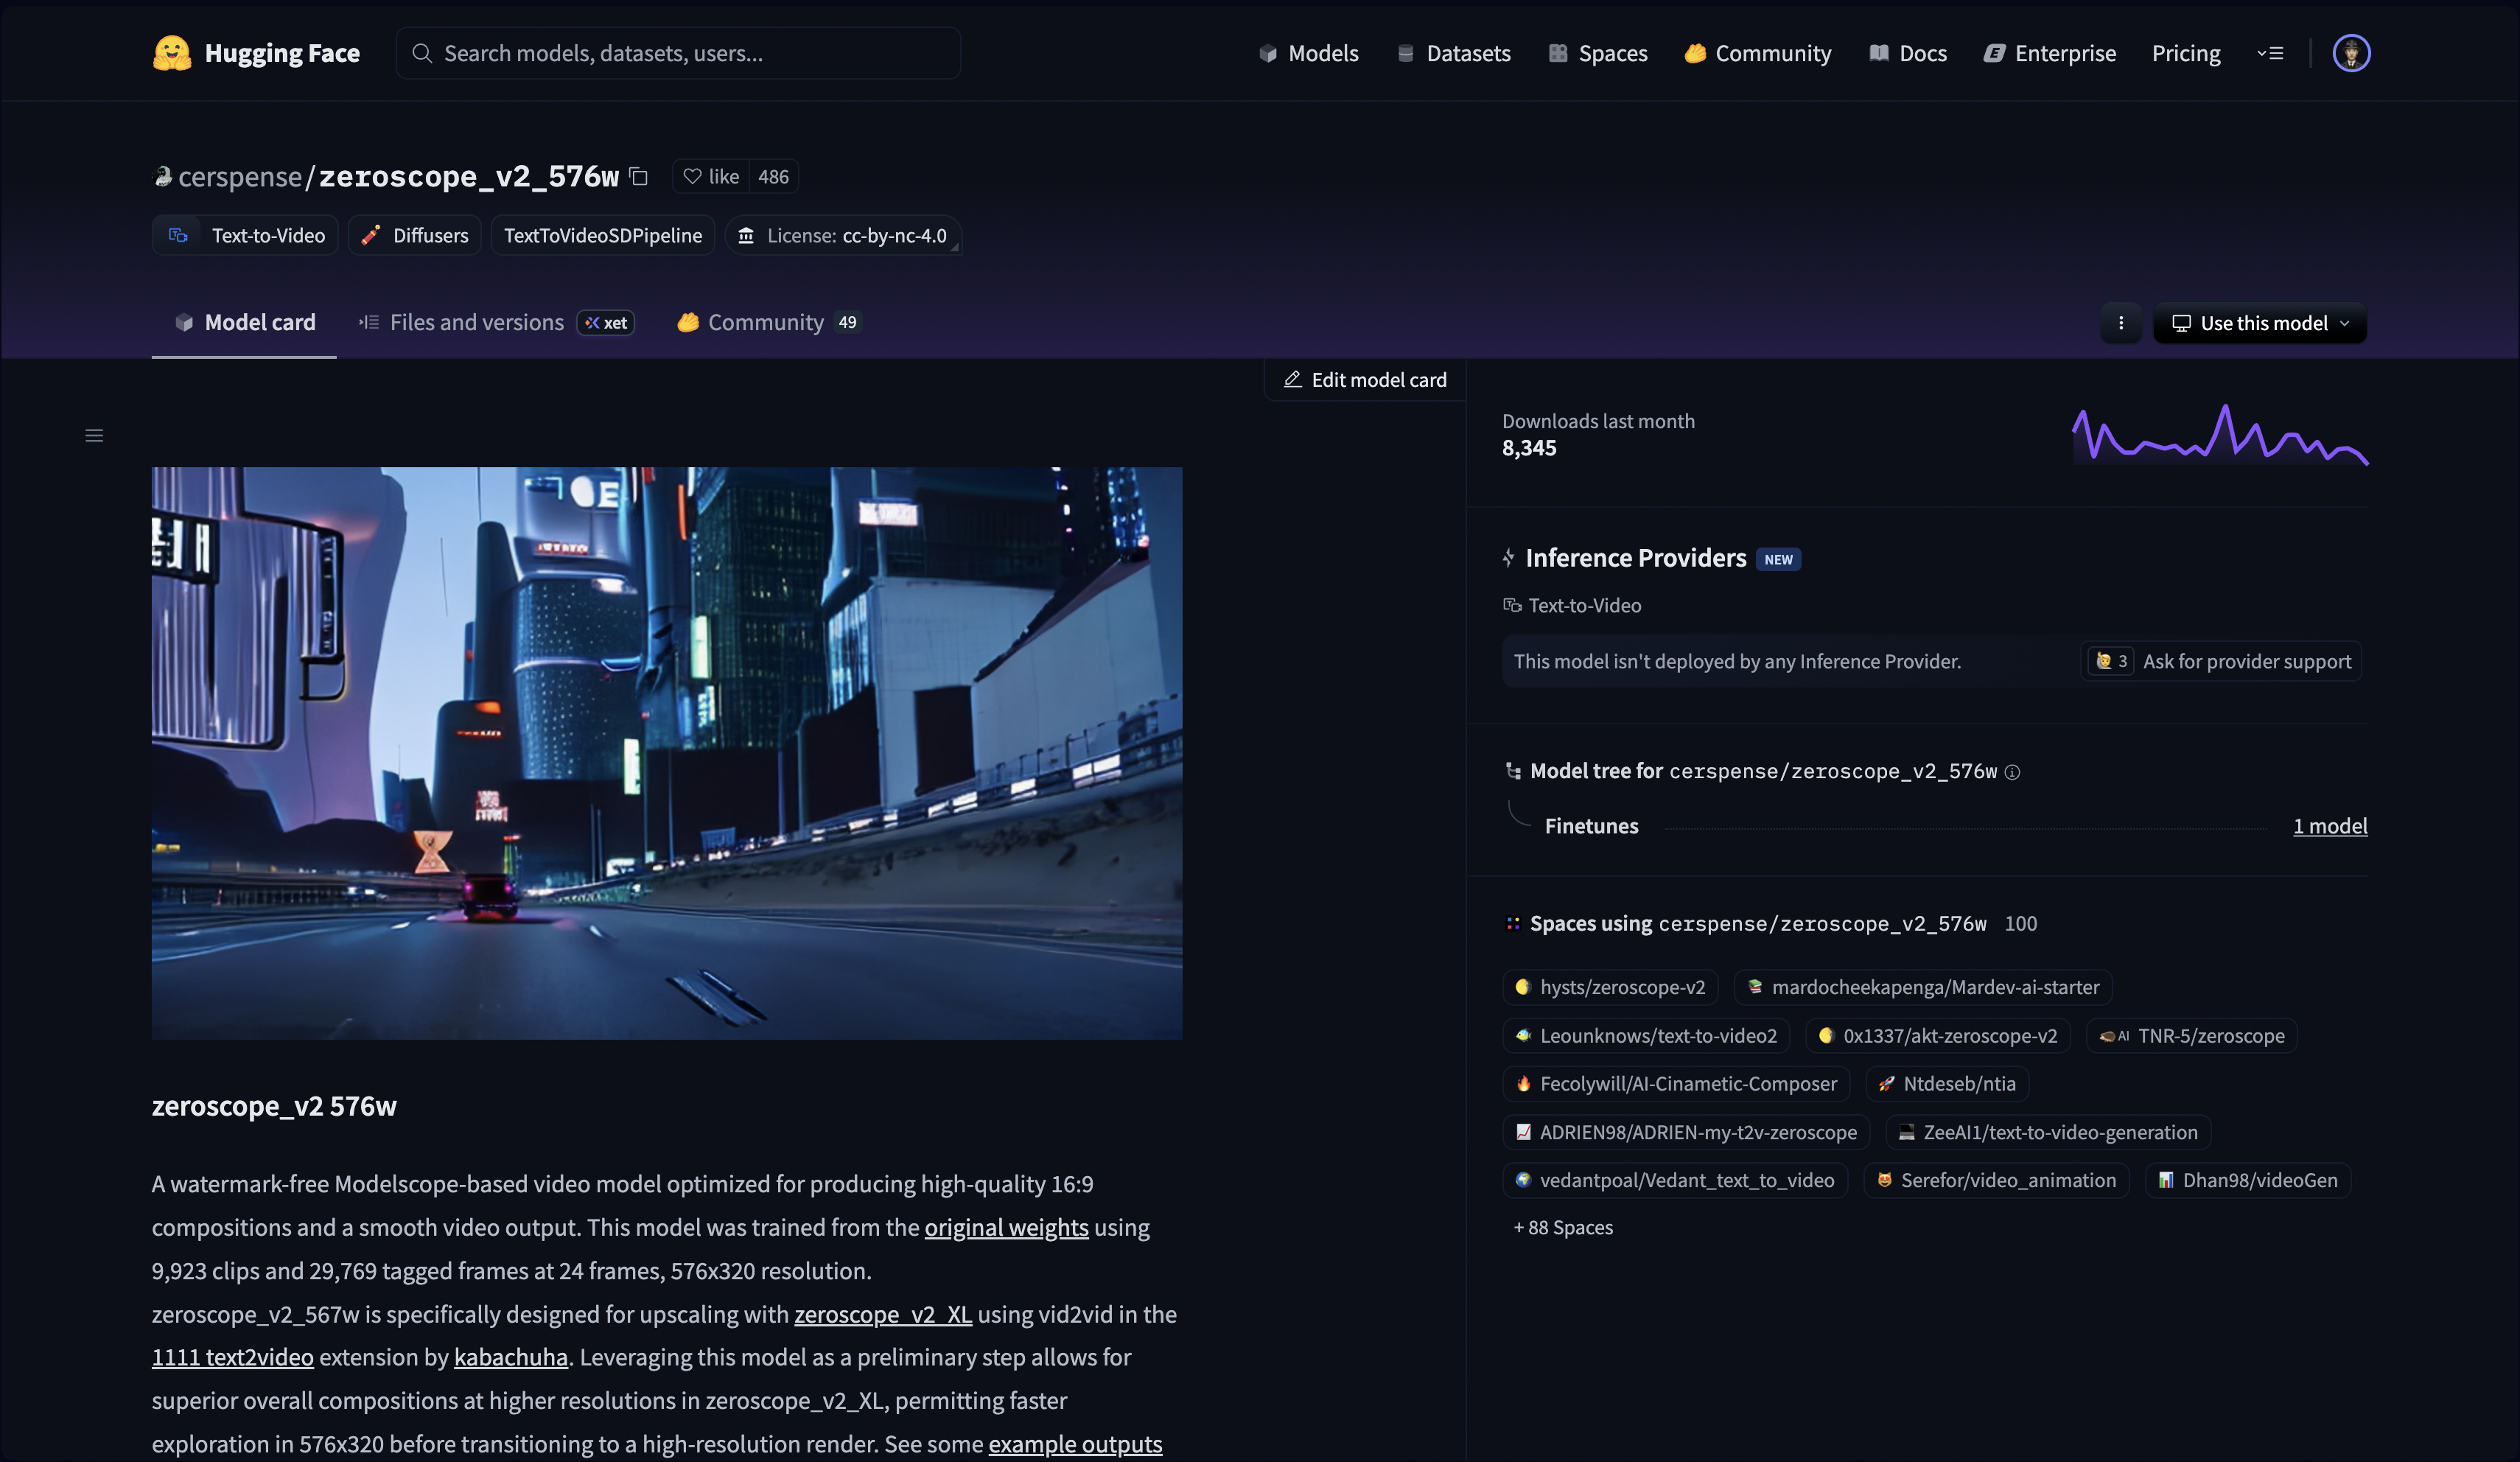 Hugging Face
Search models, datasets, users...
Models
Datasets
Spaces
Community
Docs
Enterprise
Pricing
cerspense/zeroscope_v2_576w
like 486
Text-to-Video
Diffusers
TextToVideoSDPipeline
License: cc-by-nc-4.0
Model card
Files and versions
xet
Community 49
Use this model
Edit model card
zeroscope_v2 576w
A watermark-free Modelscope-based video model optimized for producing high-quality 16:9
compositions and a smooth video output. This model was trained from the original weights using
9,923 clips and 29,769 tagged frames at 24 frames, 576x320 resolution.
zeroscope_v2_567w is specifically designed for upscaling with zeroscope_v2_XL using vid2vid in the
1111 text2video extension by kabachuha. Leveraging this model as a preliminary step allows for
superior overall compositions at higher resolutions in zeroscope_v2_XL, permitting faster
exploration in 576x320 before transitioning to a high-resolution render. See some example outputs
Downloads last month
8,345
Inference Providers NEW
Text-to-Video
This model isn't deployed by any Inference Provider.
3 Ask for provider support
Model tree for cerspense/zeroscope_v2_576w
Finetunes
1 model
Spaces using cerspense/zeroscope_v2_576w 100
hysts/zeroscope-v2
mardocheekapenga/Mardev-ai-starter
Leounknows/text-to-video2
0x1337/akt-zeroscope-v2
AI TNR-5/zeroscope
Fecolywill/AI-Cinametic-Composer
Ntdeseb/ntia
ADRIEN98/ADRIEN-my-t2v-zeroscope
ZeeAI1/text-to-video-generation
vedantpoal/Vedant_text_to_video
Serefor/video_animation
Dhan98/videoGen
+ 88 Spaces